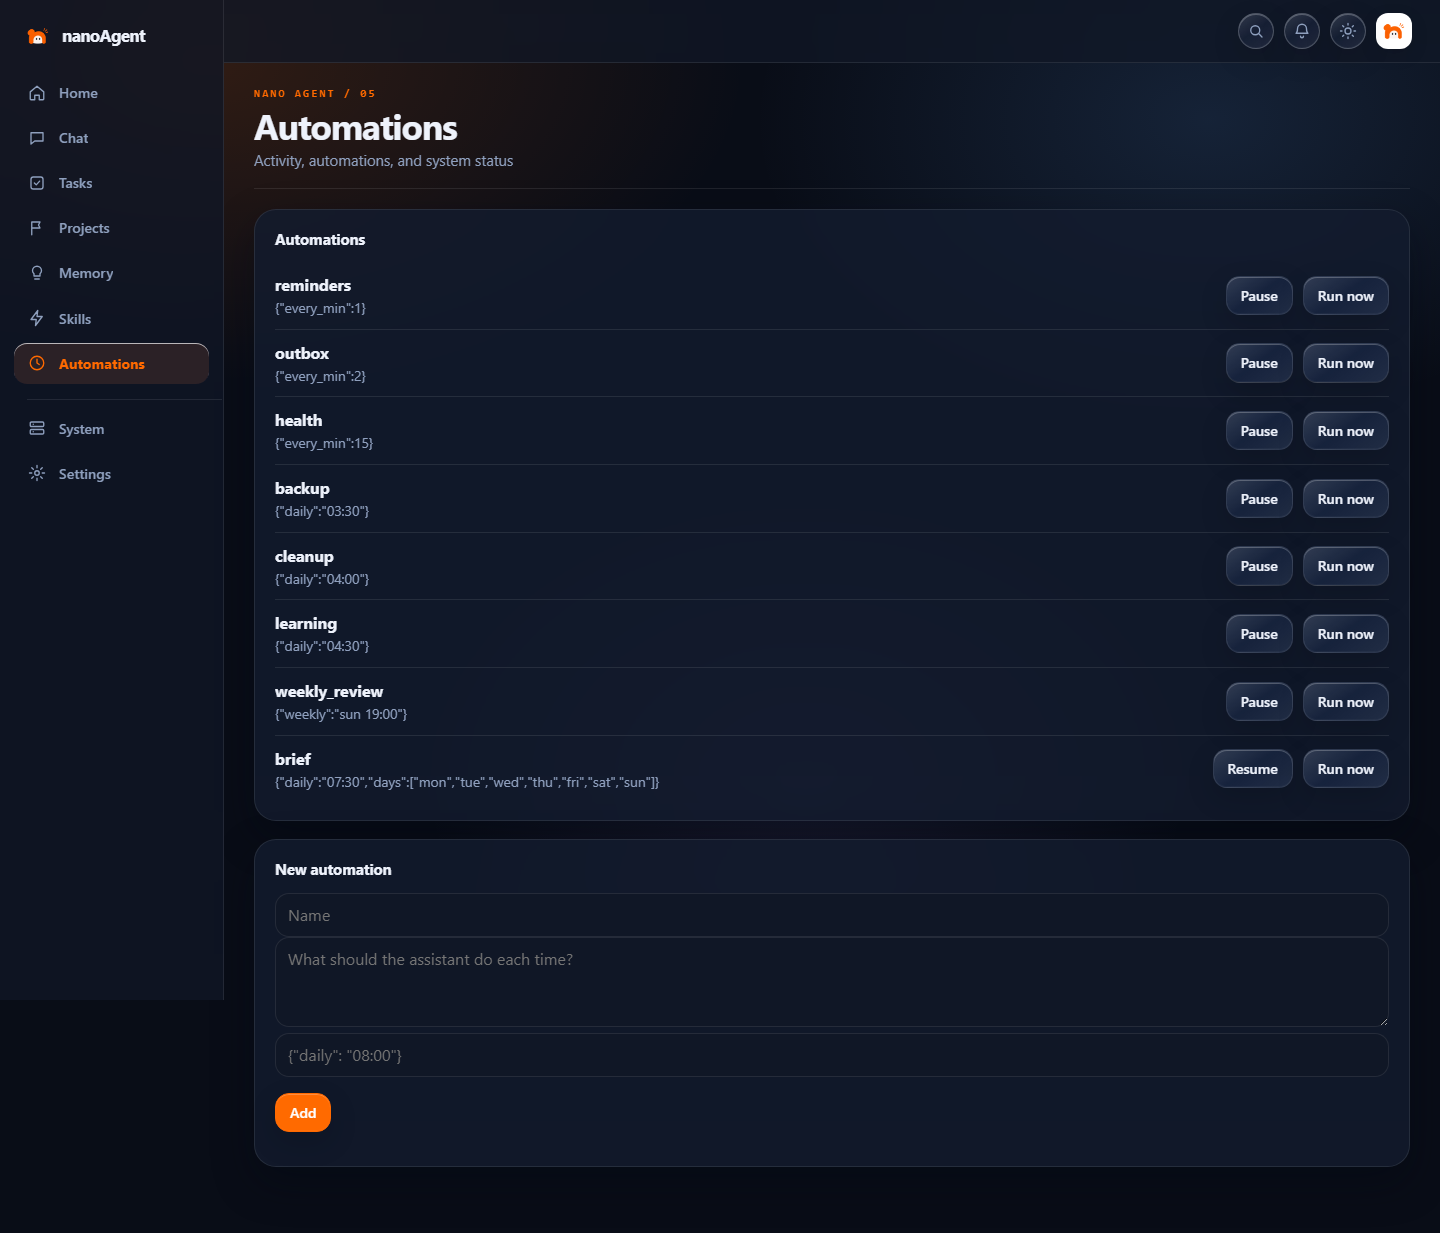 nanoAgent
Home
Chat
Tasks
Projects
Memory
Skills
Automations
System
Settings
NANO AGENT / 05
Automations
Activity, automations, and system status
Automations
reminders
{"every_min":1}
Pause
Run now
outbox
{"every_min":2}
Pause
Run now
health
{"every_min":15}
Pause
Run now
backup
{"daily":"03:30"}
Pause
Run now
cleanup
{"daily":"04:00"}
Pause
Run now
learning
{"daily":"04:30"}
Pause
Run now
weekly_review
{"weekly":"sun 19:00"}
Pause
Run now
brief
{"daily":"07:30","days":["mon","tue","wed","thu","fri","sat","sun"]}
Resume
Run now
New automation
Name
What should the assistant do each time?
{"daily": "08:00"}
Add